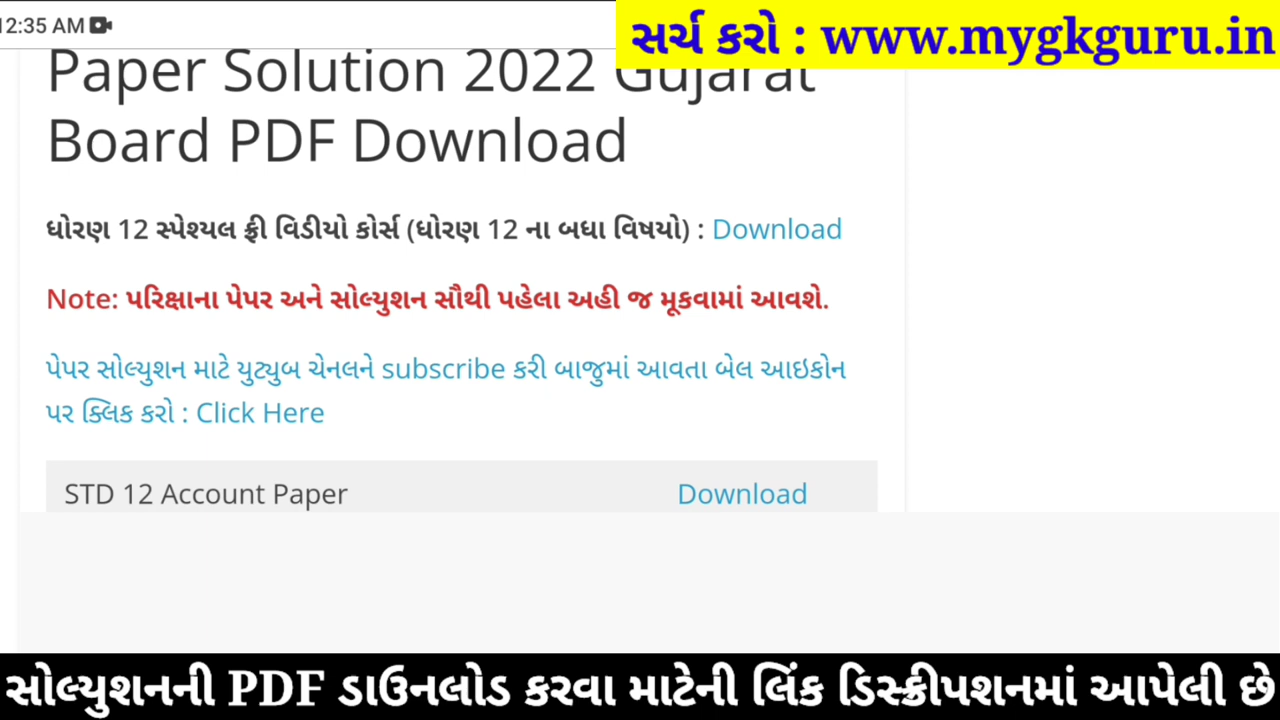 12:35 AM
સર્ચ કરો : www.mygkguru.in
Paper Solution 2022 Gujarat
Board PDF Download
ધોરણ 12 સ્પેશ્યલ ફ્રી વિડીયો કોર્સ (ધોરણ 12 ના બધા વિષયો) : Download
Note: પરિક્ષાના પેપર અને સોલ્યુશન સૌથી પહેલા અહી જ મૂકવામાં આવશે.
પેપર સોલ્યુશન માટે યુટ્યુબ ચેનલને subscribe કરી બાજુમાં આવતા બેલ આઇકોન
પર ક્લિક કરો : Click Here
STD 12 Account Paper Download
સોલ્યુશનની PDF ડાઉનલોડ કરવા માટેની લિંક ડિસ્ક્રીપશનમાં આપેલી છે